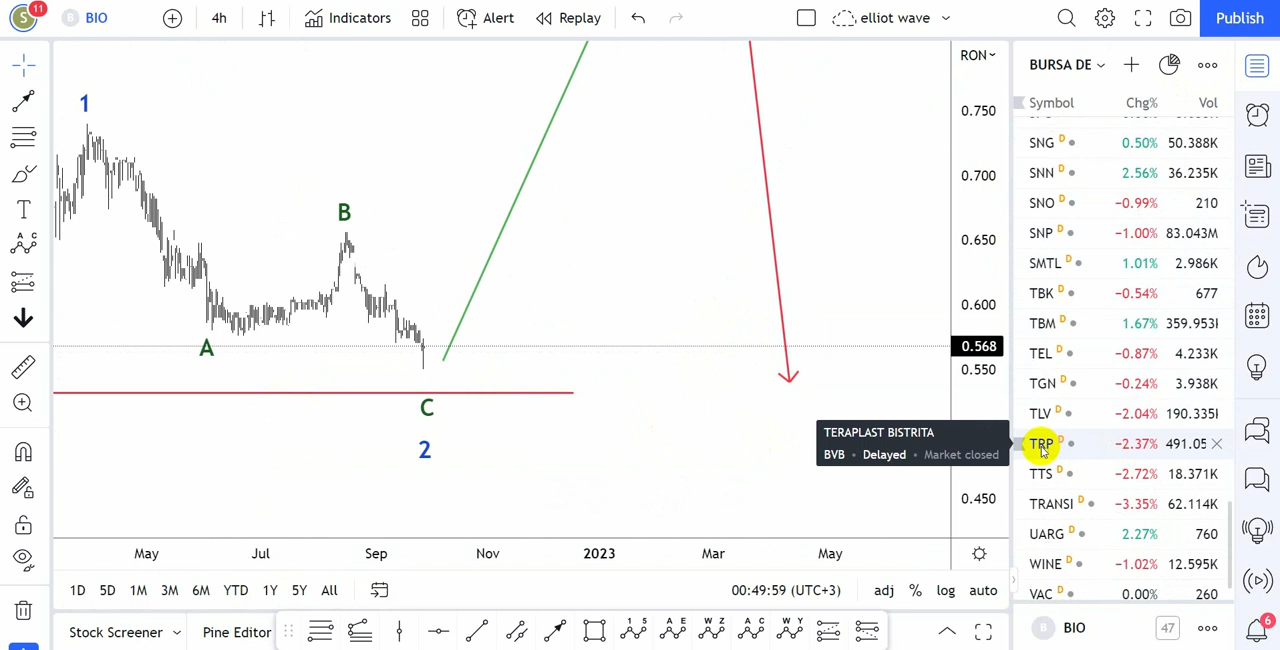 S 11 B BIO 4h Indicators Alert Replay elliot wave Publish
RON
0.750
0.700
0.650
0.600
0.568
0.550
0.450
1
B
A
C
2
May Jul Sep Nov 2023 Mar May
1D 5D 1M 3M 6M YTD 1Y 5Y All 00:49:59 (UTC+3) adj % log auto
Stock Screener Pine Editor 1 5 A E W Z A C W Y
TERAPLAST BISTRITA
BVB • Delayed • Market closed
BURSA DE
Symbol Chg% Vol
SNG D 0.50% 50.388K
SNN D 2.56% 36.235K
SNO D −0.99% 210
SNP D −1.00% 83.043M
SMTL D 1.01% 2.986K
TBK D −0.54% 677
TBM D 1.67% 359.953K
TEL D −0.87% 4.233K
TGN D −0.24% 3.938K
TLV D −2.04% 190.335K
TRP D −2.37% 491.05
TTS D −2.72% 18.371K
TRANSI D −3.35% 62.114K
UARG D 2.27% 760
WINE D −1.02% 12.595K
VAC D 0.00% 260
B BIO 47
6